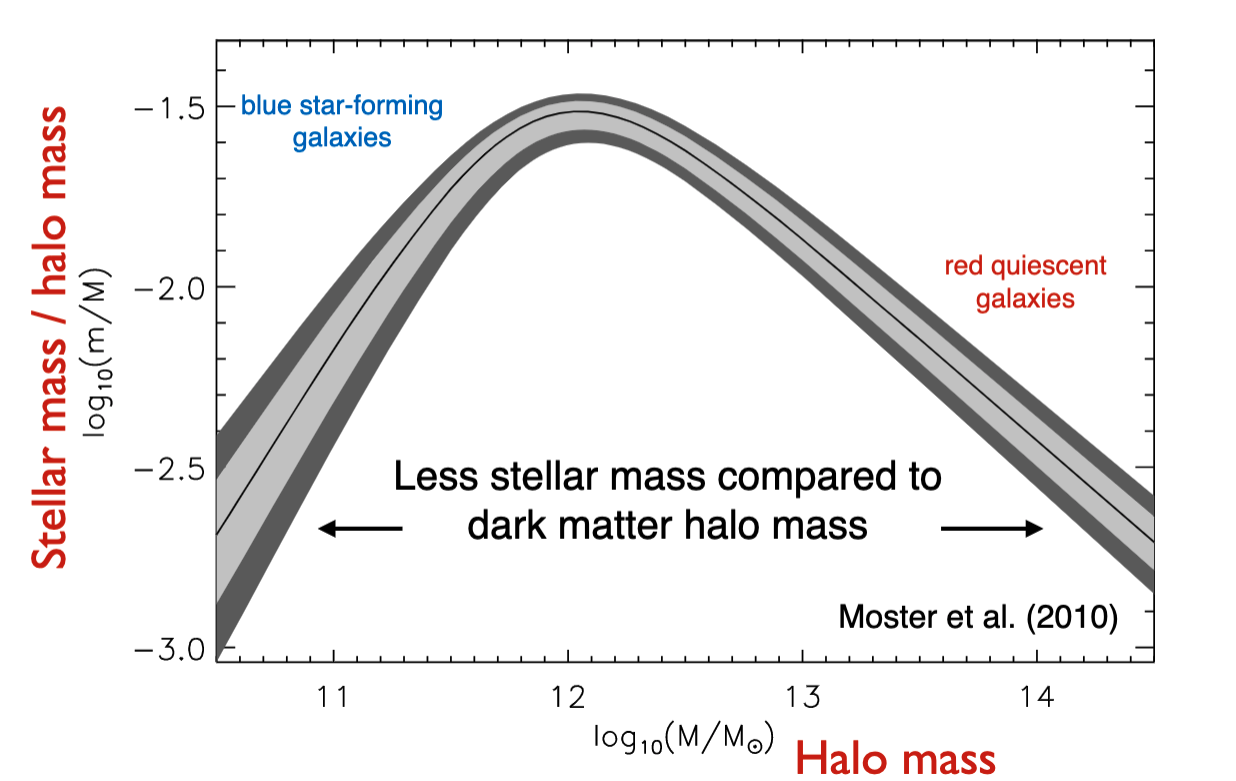 Stellar mass / halo mass
log₁₀(m/M)
−1.5
−2.0
−2.5
−3.0
blue star-forming
galaxies
red quiescent
galaxies
Less stellar mass compared to
dark matter halo mass
Moster et al. (2010)
11 12 13 14
log₁₀(M/M☉)
Halo mass